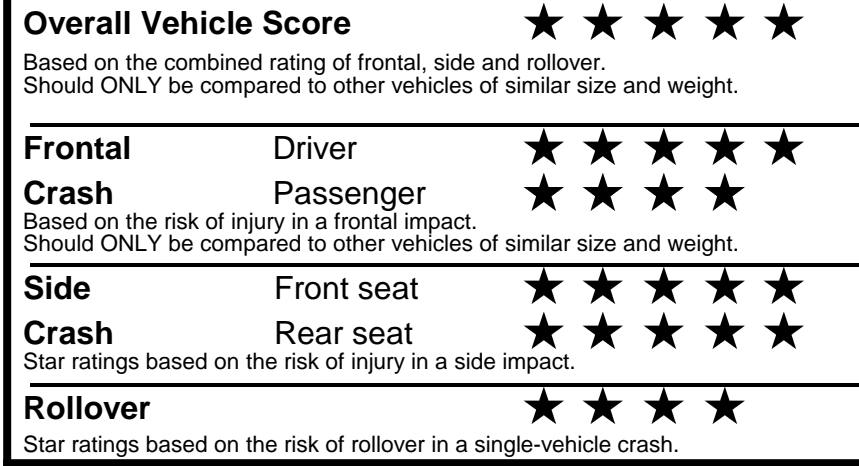 Overall Vehicle Score ★ ★ ★ ★ ★
Based on the combined rating of frontal, side and rollover.
Should ONLY be compared to other vehicles of similar size and weight.
Frontal Driver ★ ★ ★ ★ ★
Crash Passenger ★ ★ ★ ★
Based on the risk of injury in a frontal impact.
Should ONLY be compared to other vehicles of similar size and weight.
Side Front seat ★ ★ ★ ★ ★
Crash Rear seat ★ ★ ★ ★ ★
Star ratings based on the risk of injury in a side impact.
Rollover ★ ★ ★ ★
Star ratings based on the risk of rollover in a single-vehicle crash.